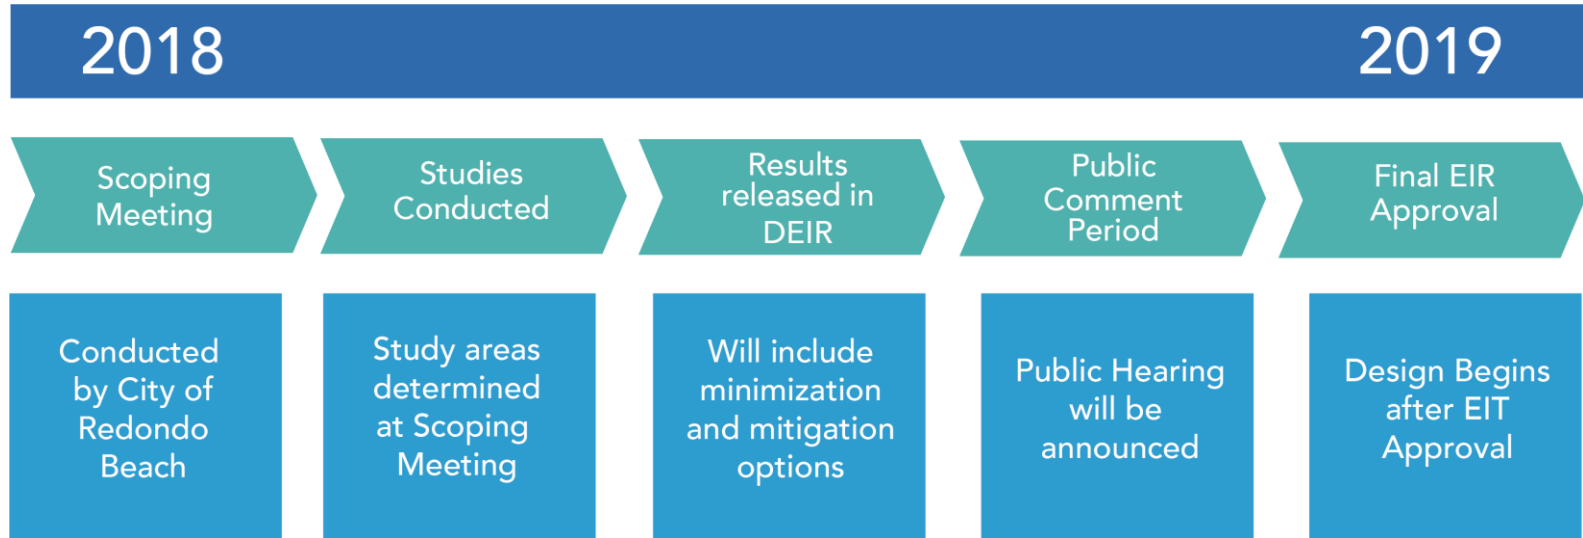 2018
2019
Scoping
Meeting
Studies
Conducted
Results
released in
DEIR
Public
Comment
Period
Final EIR
Approval
Conducted
by City of
Redondo
Beach
Study areas
determined
at Scoping
Meeting
Will include
minimization
and mitigation
options
Public Hearing
will be
announced
Design Begins
after EIT
Approval